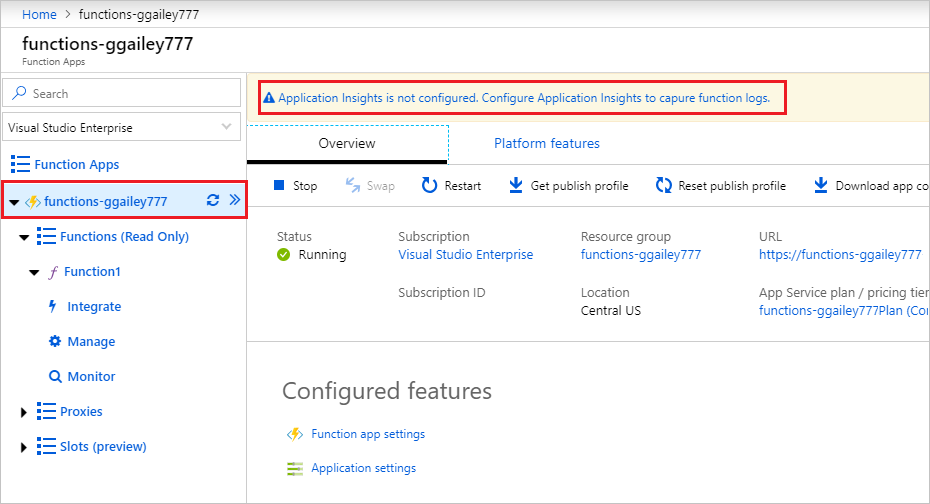 Home > functions-ggailey777
functions-ggailey777
Function Apps
Search
Visual Studio Enterprise
Function Apps
functions-ggailey777
Functions (Read Only)
Function1
Integrate
Manage
Monitor
Proxies
Slots (preview)
Application Insights is not configured. Configure Application Insights to capure function logs.
Overview Platform features
Stop Swap Restart Get publish profile Reset publish profile Download app co
Status Subscription Resource group URL
Running Visual Studio Enterprise functions-ggailey777 https://functions-ggailey777
Subscription ID Location App Service plan / pricing tier
Central US functions-ggailey777Plan (Co
Configured features
Function app settings
Application settings